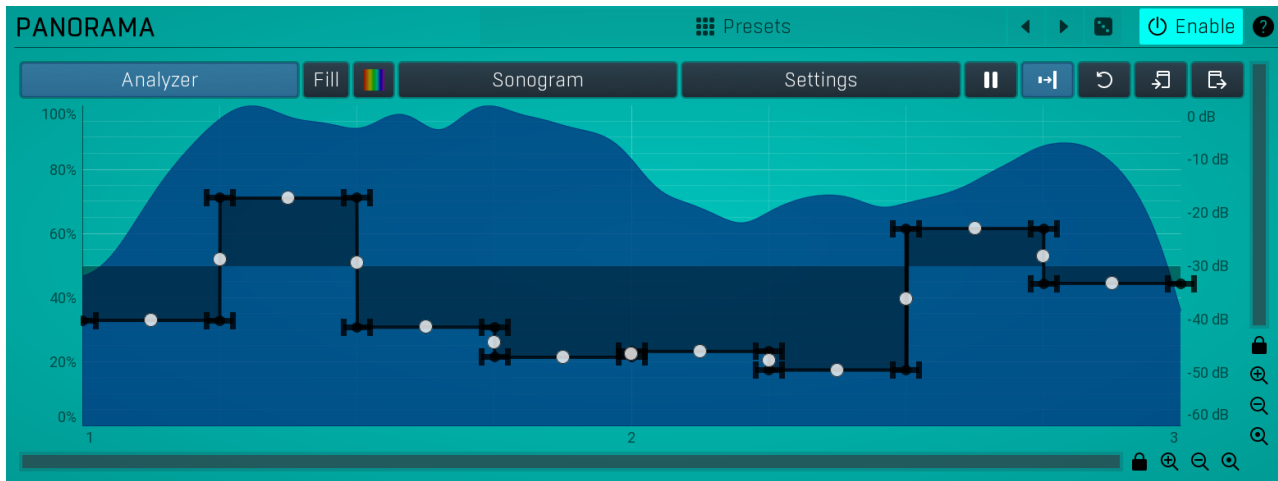 PANORAMA Presets Enable ?
Analyzer Fill Sonogram Settings
100% 0 dB
80% -10 dB
-20 dB
60%
-30 dB
40%
-40 dB
20%
-50 dB
0% -60 dB
1 2 3